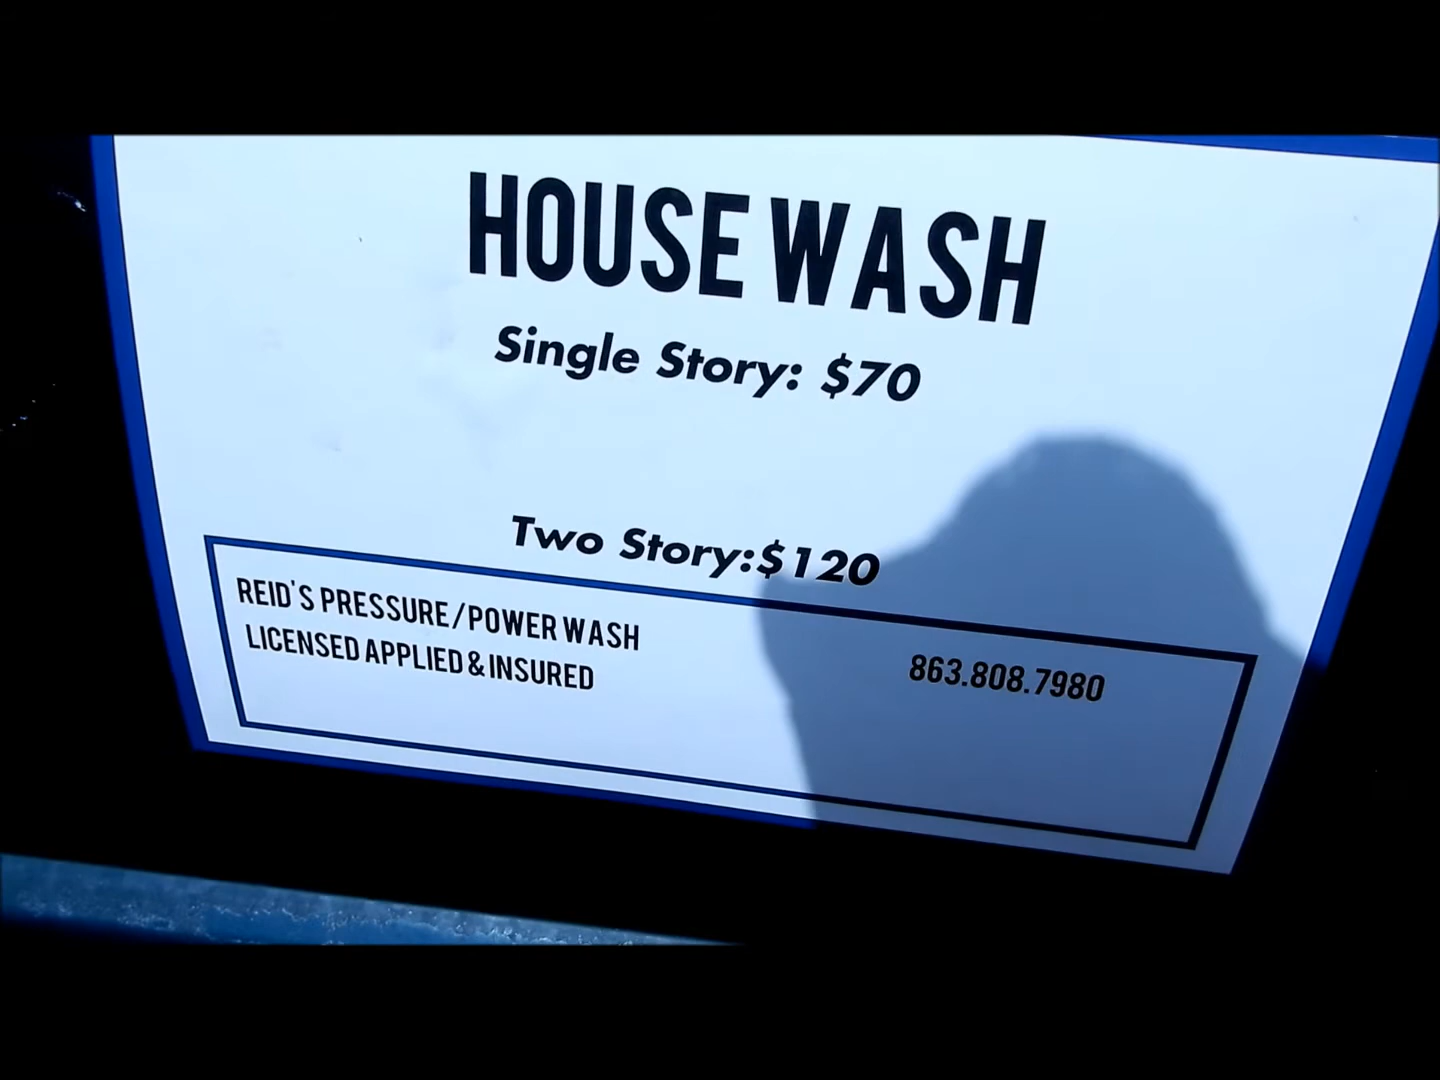 HOUSE WASH
Single Story: $70
Two Story:$120
REID'S PRESSURE/POWER WASH
LICENSED APPLIED & INSURED
863.808.7980